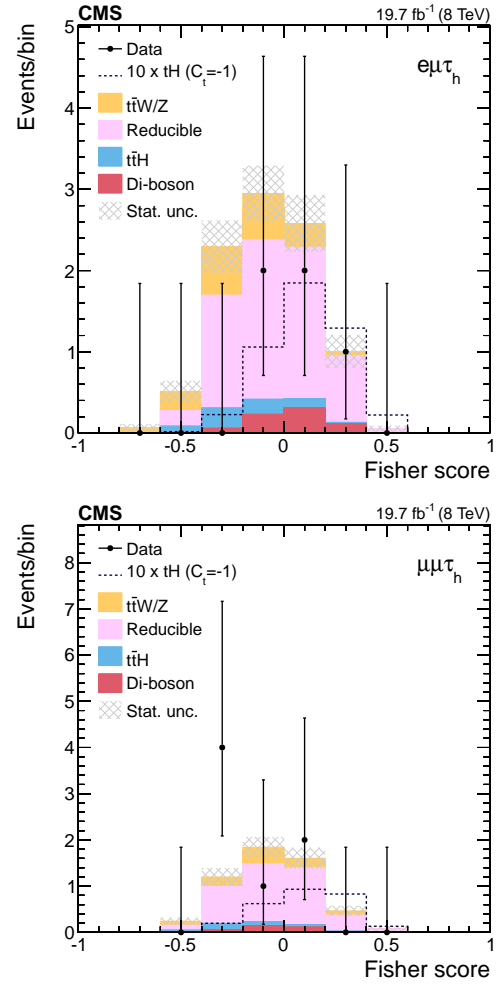 CMS 19.7 fb⁻¹ (8 TeV)
Events/bin
5
4
3
2
1
0
Data
10 x tH (Cₜ=-1)
tt̄W/Z
Reducible
tt̄H
Di-boson
Stat. unc.
eμτₕ
-1 -0.5 0 0.5 1
Fisher score
CMS 19.7 fb⁻¹ (8 TeV)
Events/bin
8
7
6
5
4
3
2
1
0
Data
10 x tH (Cₜ=-1)
tt̄W/Z
Reducible
tt̄H
Di-boson
Stat. unc.
μμτₕ
-1 -0.5 0 0.5 1
Fisher score